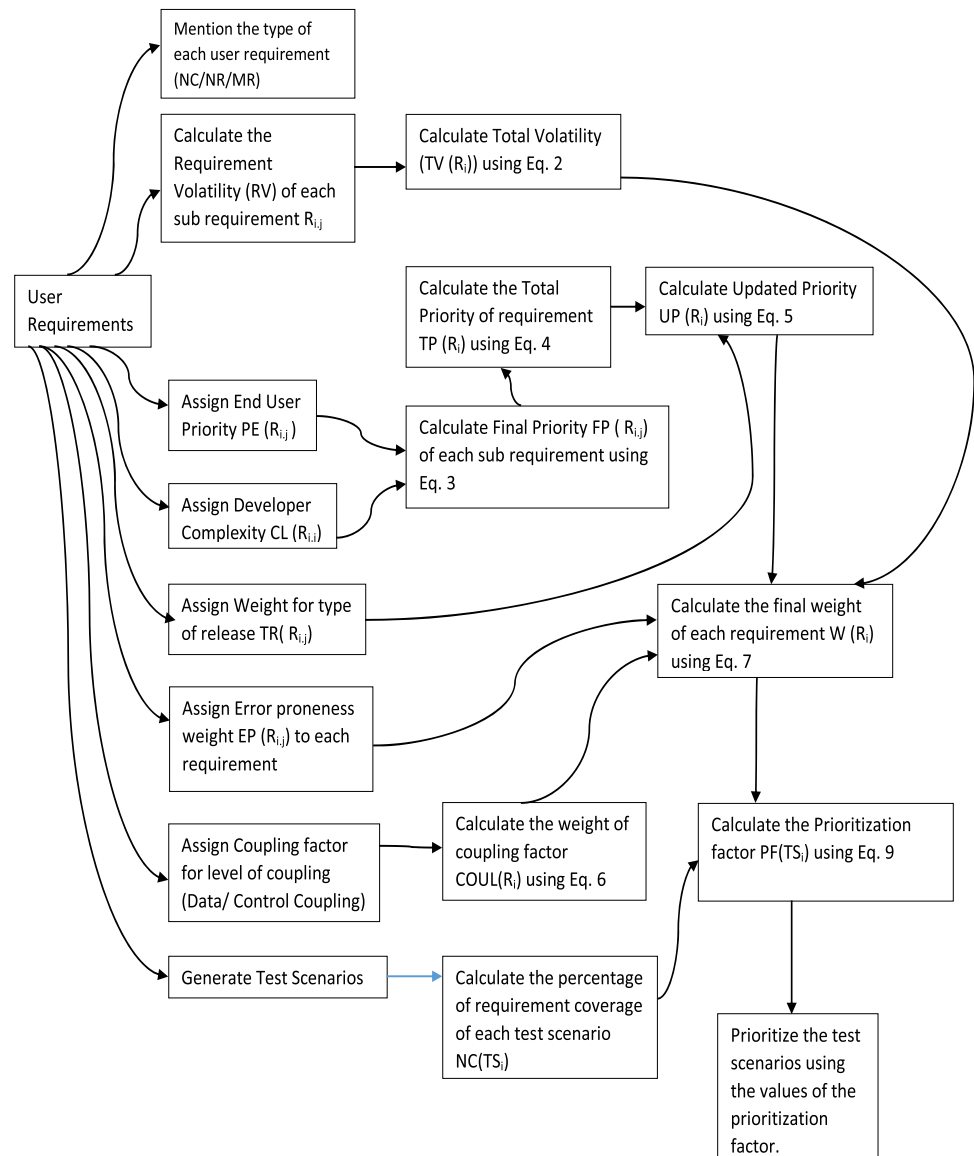 Mention the type of
each user requirement
(NC/NR/MR)
Calculate the
Requirement
Volatility (RV) of each
sub requirement Ri.j
Calculate Total Volatility
(TV (Ri)) using Eq. 2
User
Requirements
Calculate the Total
Priority of requirement
TP (Ri) using Eq. 4
Calculate Updated Priority
UP (Ri) using Eq. 5
Assign End User
Priority PE (Ri.j )
Calculate Final Priority FP ( Ri.j)
of each sub requirement using
Eq. 3
Assign Developer
Complexity CL (Ri.i)
Assign Weight for type
of release TR( Ri.j)
Calculate the final weight
of each requirement W (Ri)
using Eq. 7
Assign Error proneness
weight EP (Ri.j) to each
requirement
Assign Coupling factor
for level of coupling
(Data/ Control Coupling)
Calculate the weight of
coupling factor
COUL(Ri) using Eq. 6
Calculate the Prioritization
factor PF(TSi) using Eq. 9
Generate Test Scenarios
Calculate the percentage
of requirement coverage
of each test scenario
NC(TSi)
Prioritize the test
scenarios using
the values of the
prioritization
factor.